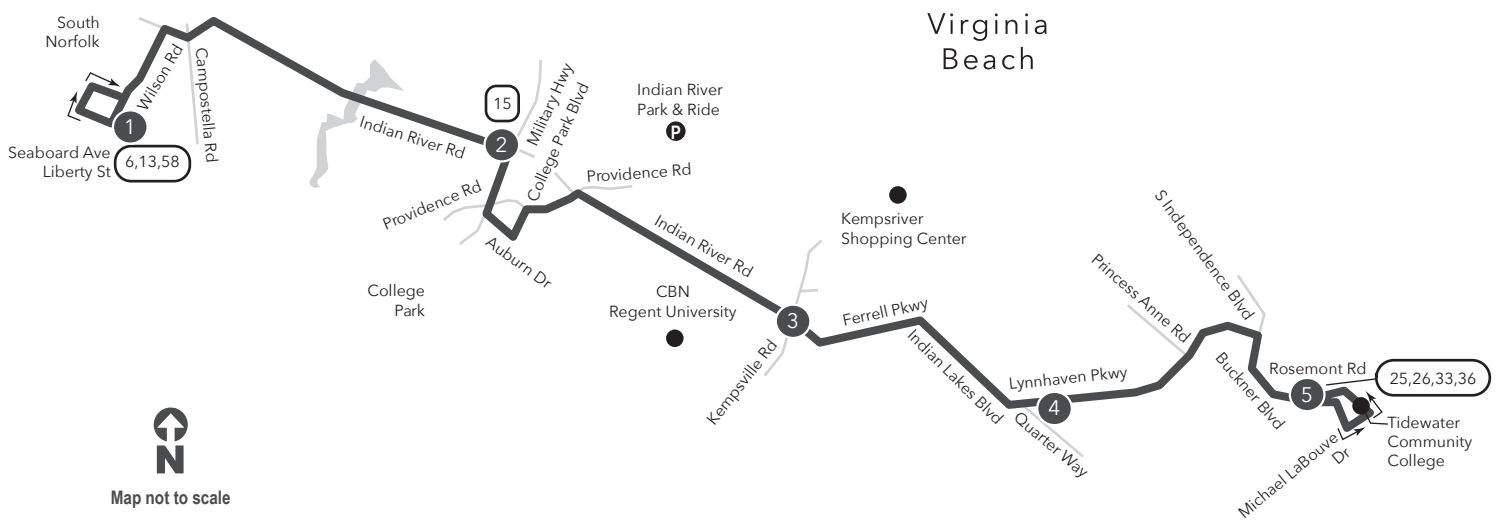 Virginia
Beach
South
Norfolk
Wilson Rd
Campostella Rd
1
Seaboard Ave
Liberty St
6,13,58
Indian River Rd
15
2
Military Hwy
College Park Blvd
Indian River
Park & Ride
P
Providence Rd
Providence Rd
Auburn Dr
College
Park
Indian River Rd
CBN
Regent University
Kempsriver
Shopping Center
3
Kempsville Rd
Ferrell Pkwy
Indian Lakes Blvd
Lynnhaven Pkwy
4
Quarter Way
Princess Anne Rd
S Independence Blvd
Buckner Blvd
Rosemont Rd
5
25,26,33,36
Tidewater
Community
College
Michael LaBouve
Dr
N
Map not to scale